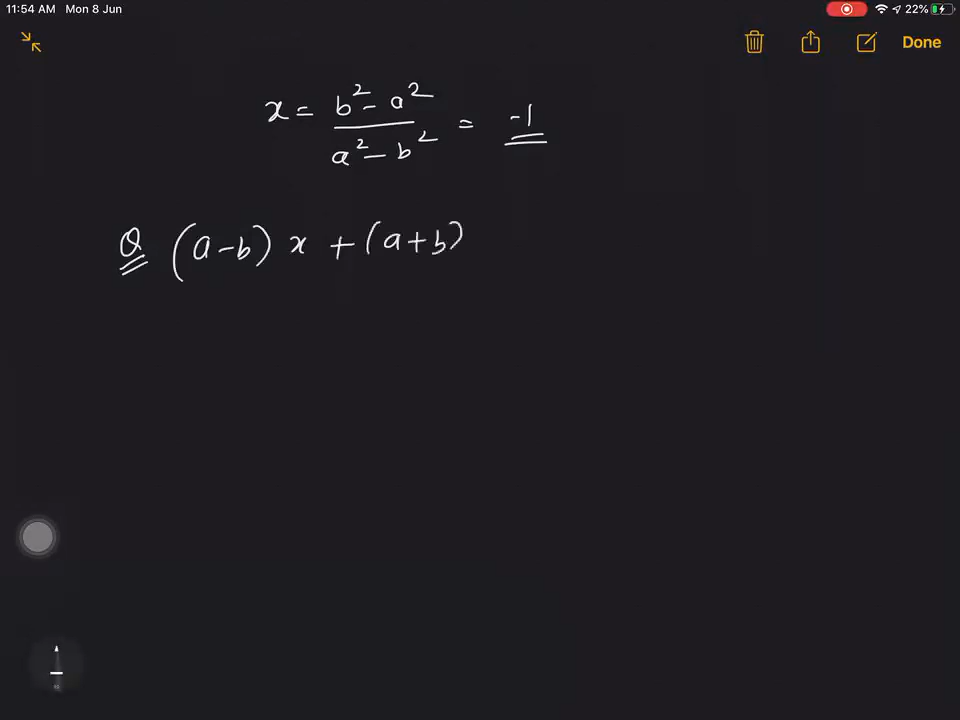 11:54 AM Mon 8 Jun 22%
Done
x = b²- a² / a²- b² = -1
Q (a-b) x + (a+b)